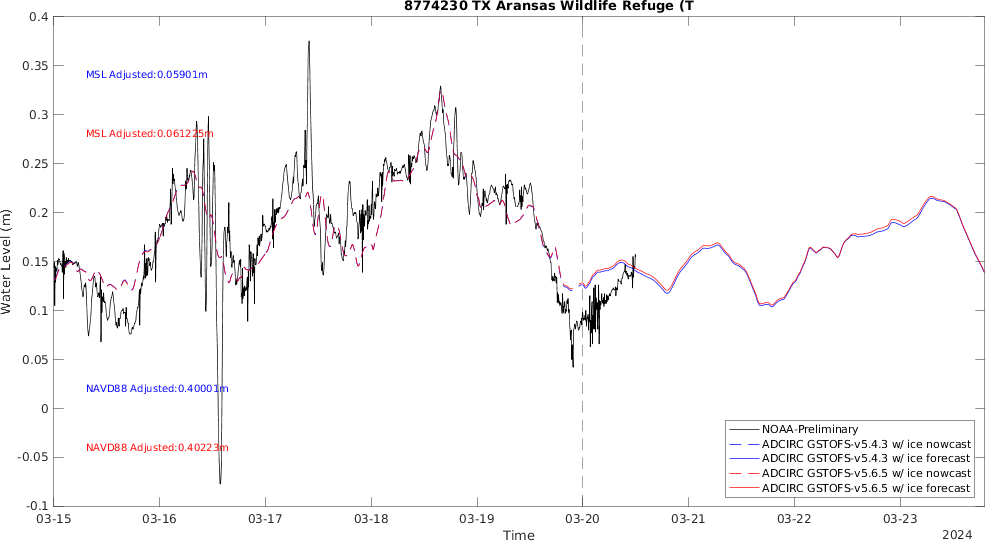 8774230 TX Aransas Wildlife Refuge (T
0.4
0.35
0.3
0.25
0.2
0.15
0.1
0.05
0
-0.05
-0.1
Water Level (m)
MSL Adjusted:0.05901m
MSL Adjusted:0.061225m
NAVD88 Adjusted:0.40001m
NAVD88 Adjusted:0.40223m
NOAA-Preliminary
ADCIRC GSTOFS-v5.4.3 w/ ice nowcast
ADCIRC GSTOFS-v5.4.3 w/ ice forecast
ADCIRC GSTOFS-v5.6.5 w/ ice nowcast
ADCIRC GSTOFS-v5.6.5 w/ ice forecast
03-15 03-16 03-17 03-18 03-19 03-20 03-21 03-22 03-23
Time
2024